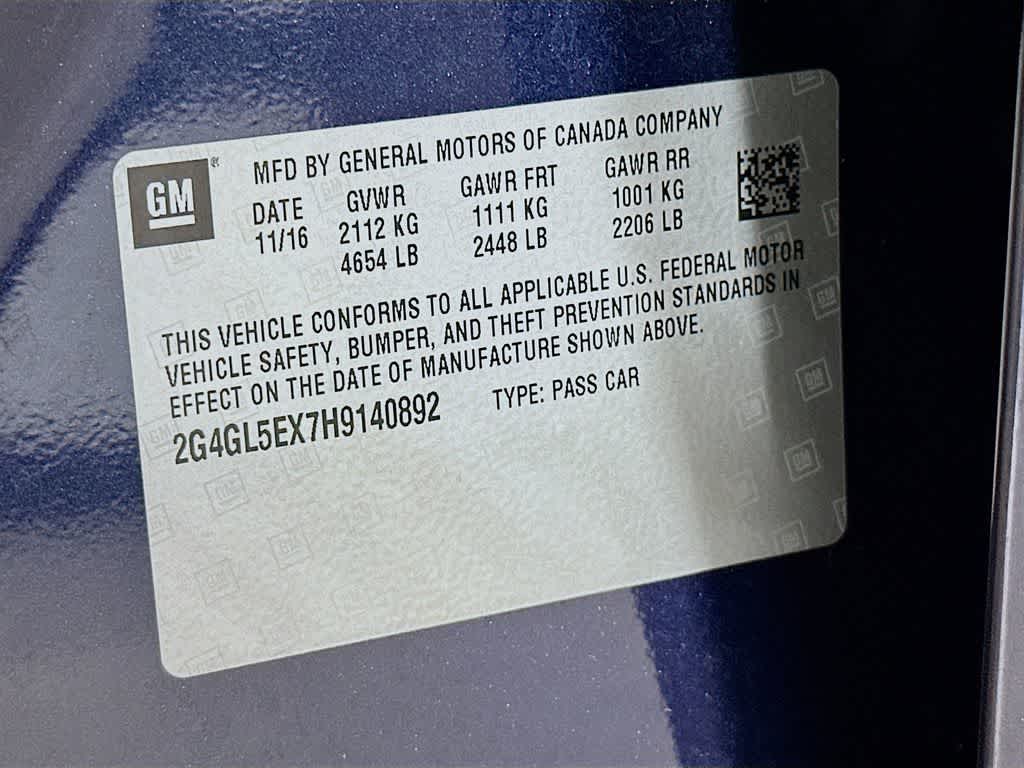 GM®
MFD BY GENERAL MOTORS OF CANADA COMPANY
DATE GVWR GAWR FRT GAWR RR
11/16 2112 KG 1111 KG 1001 KG
4654 LB 2448 LB 2206 LB
THIS VEHICLE CONFORMS TO ALL APPLICABLE U.S. FEDERAL MOTOR
VEHICLE SAFETY, BUMPER, AND THEFT PREVENTION STANDARDS IN
EFFECT ON THE DATE OF MANUFACTURE SHOWN ABOVE.
2G4GL5EX7H9140892 TYPE: PASS CAR